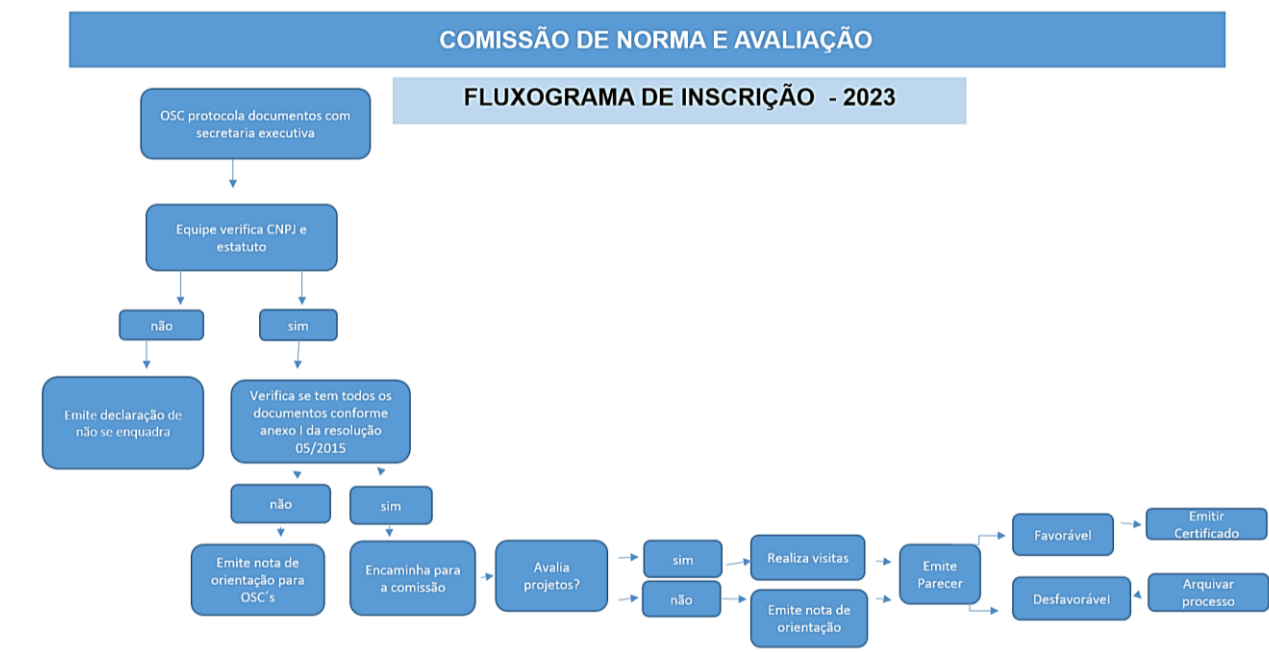 COMISSÃO DE NORMA E AVALIAÇÃO
FLUXOGRAMA DE INSCRIÇÃO - 2023
OSC protocola documentos com
secretaria executiva
Equipe verifica CNPJ e
estatuto
não
sim
Emite declaração de
não se enquadra
Verifica se tem todos os
documentos conforme
anexo I da resolução
05/2015
não
sim
Emite nota de
orientação para
OSC´s
Encaminha para
a comissão
Avalia
projetos?
sim
não
Realiza visitas
Emite nota de
orientação
Emite
Parecer
Favorável
Desfavorável
Emitir
Certificado
Arquivar
processo